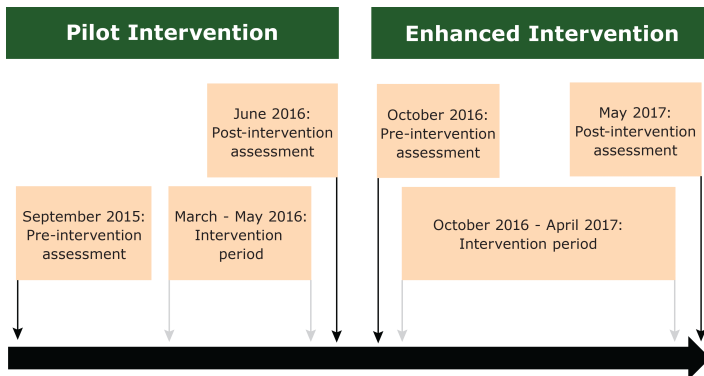 Pilot Intervention
Enhanced Intervention
June 2016:
Post-intervention
assessment
October 2016:
Pre-intervention
assessment
May 2017:
Post-intervention
assessment
September 2015:
Pre-intervention
assessment
March - May 2016:
Intervention
period
October 2016 - April 2017:
Intervention period